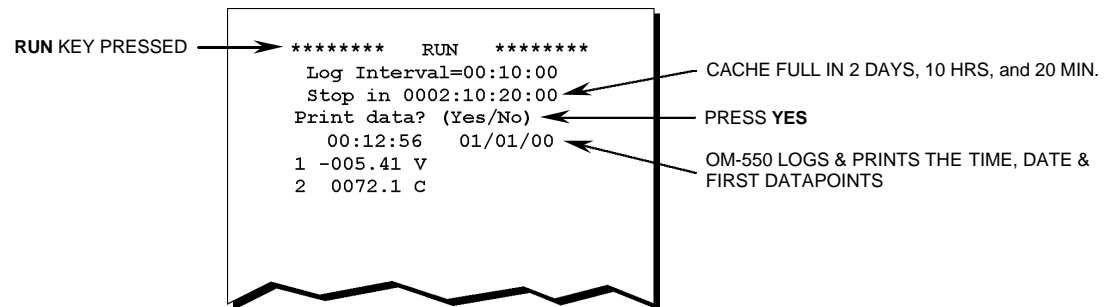 RUN KEY PRESSED
******** RUN ********
Log Interval=00:10:00
Stop in 0002:10:20:00
CACHE FULL IN 2 DAYS, 10 HRS, and 20 MIN.
Print data? (Yes/No)
PRESS YES
00:12:56 01/01/00
OM-550 LOGS & PRINTS THE TIME, DATE &
FIRST DATAPOINTS
1 -005.41 V
2 0072.1 C